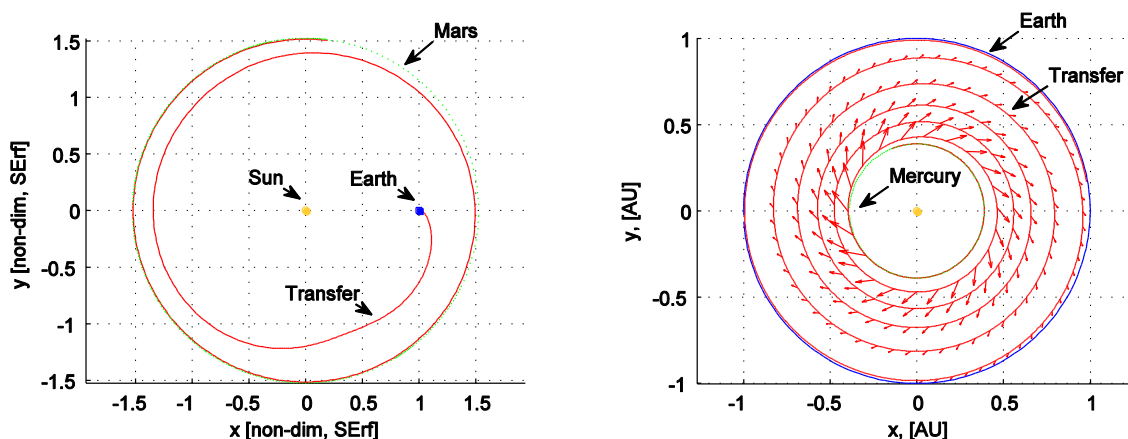 1.5
1
0.5
0
-0.5
-1
-1.5
y [non-dim, SErf]
Mars
Sun
Earth
Transfer
-1.5
-1
-0.5
0
0.5
1
1.5
x [non-dim, SErf]
1
0.5
0
-0.5
-1
y, [AU]
Earth
Transfer
Mercury
-1
-0.5
0
0.5
1
x, [AU]